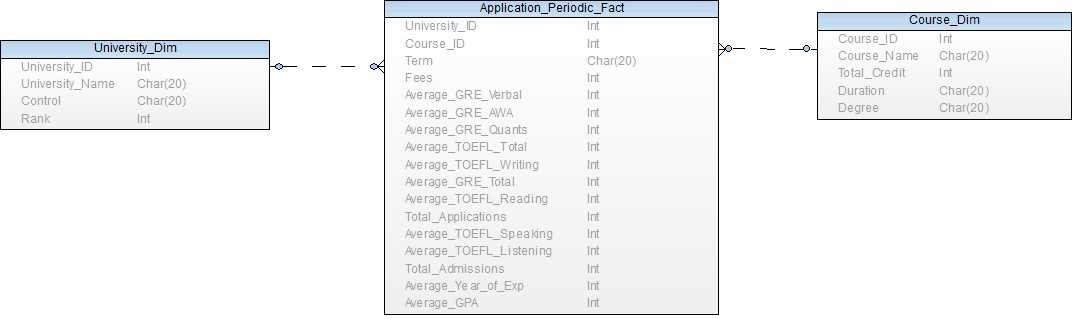 University_Dim
University_ID Int
University_Name Char(20)
Control Char(20)
Rank Int
Application_Periodic_Fact
University_ID Int
Course_ID Int
Term Char(20)
Fees Int
Average_GRE_Verbal Int
Average_GRE_AWA Int
Average_GRE_Quants Int
Average_TOEFL_Total Int
Average_TOEFL_Writing Int
Average_GRE_Total Int
Average_TOEFL_Reading Int
Total_Applications Int
Average_TOEFL_Speaking Int
Average_TOEFL_Listening Int
Total_Admissions Int
Average_Year_of_Exp Int
Average_GPA Int
Course_Dim
Course_ID Int
Course_Name Char(20)
Total_Credit Int
Duration Char(20)
Degree Char(20)